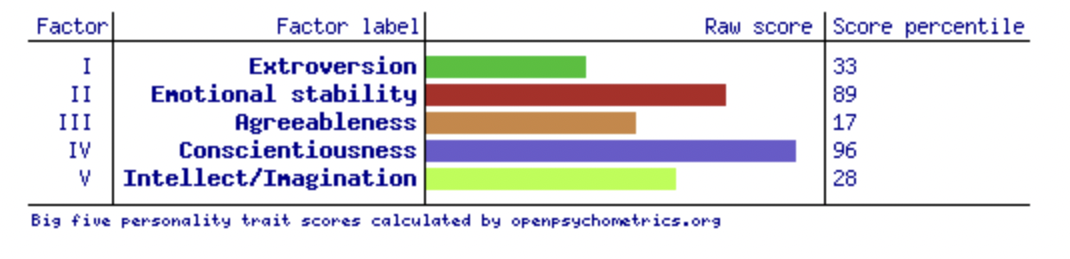 Factor Factor label Raw score Score percentile
I Extroversion 33
II Emotional stability 89
III Agreeableness 17
IV Conscientiousness 96
V Intellect/Imagination 28
Big five personality trait scores calculated by openpsychometrics.org